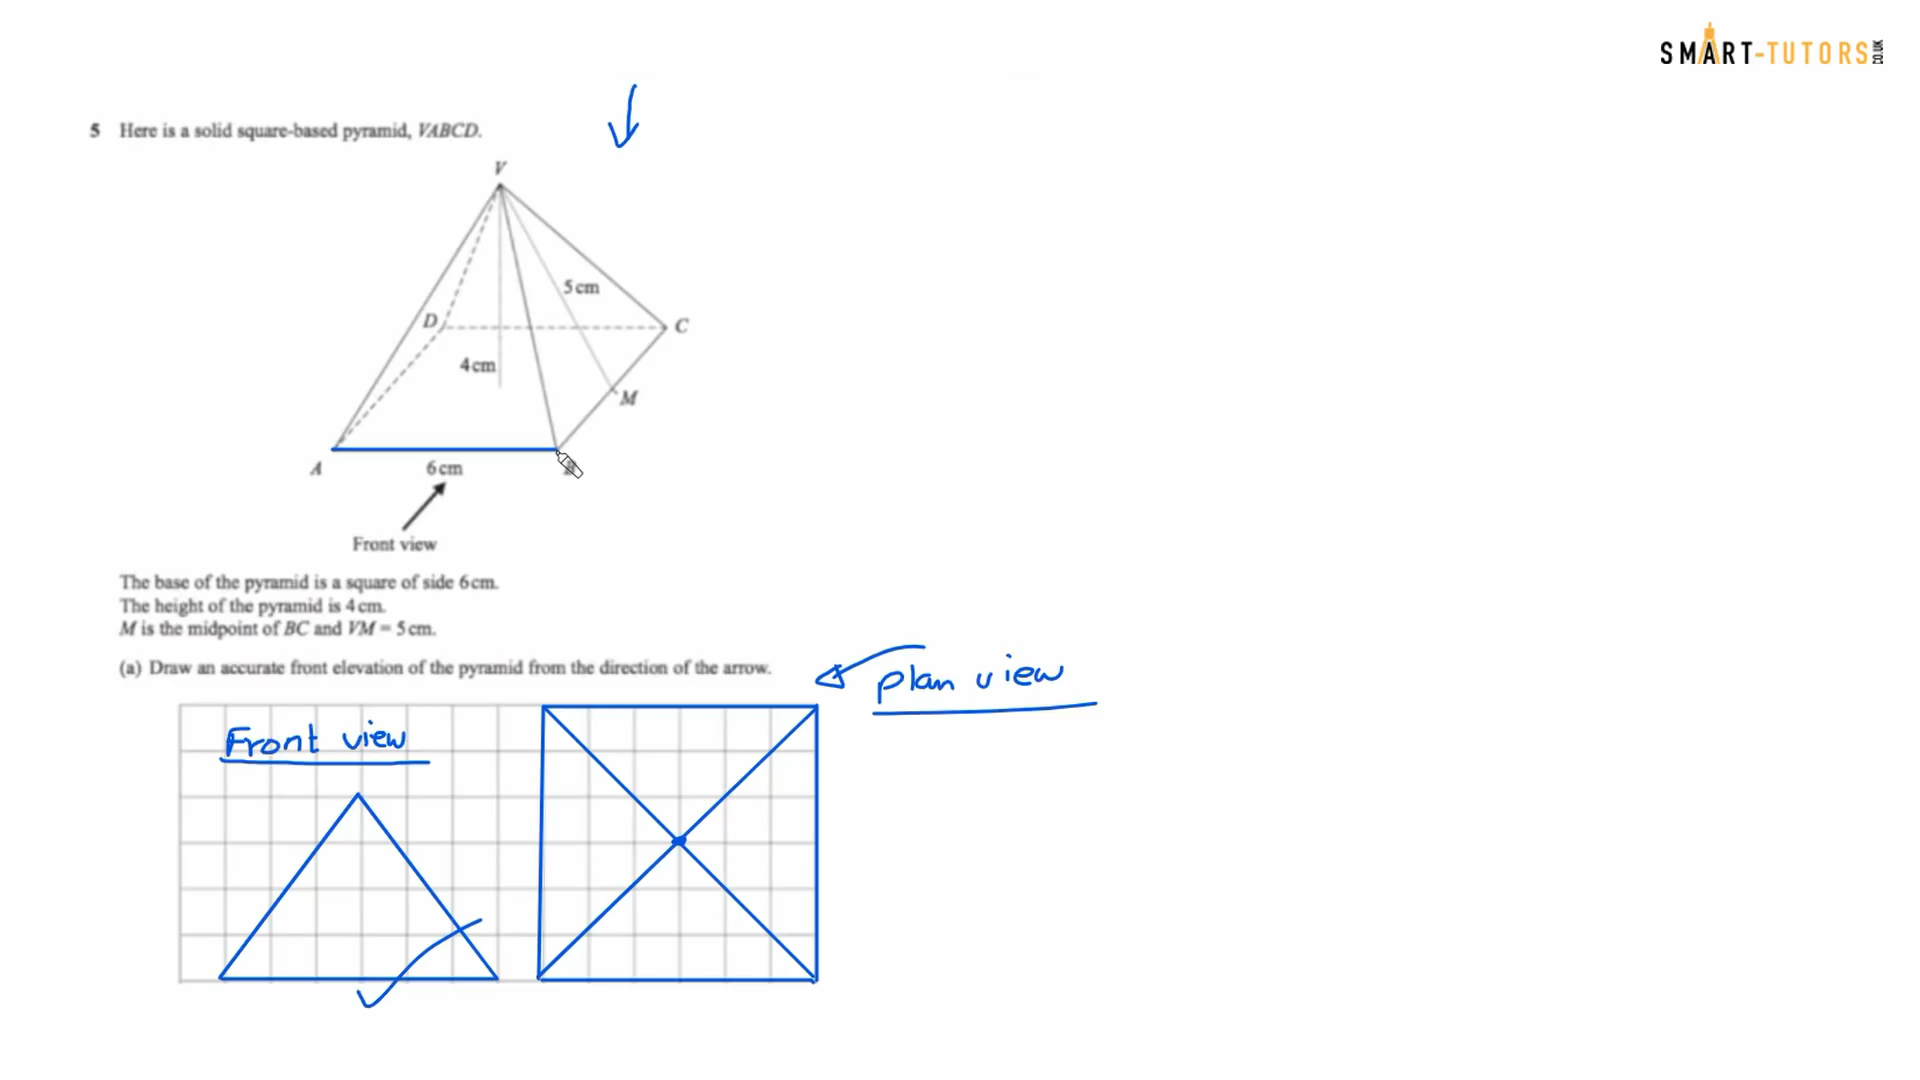 SMART-TUTORS.CO.UK
5 Here is a solid square-based pyramid, VABCD.
V
5 cm
D
C
4 cm
M
A
6 cm
Front view
The base of the pyramid is a square of side 6 cm.
The height of the pyramid is 4 cm.
M is the midpoint of BC and VM = 5 cm.
(a) Draw an accurate front elevation of the pyramid from the direction of the arrow.
plan view
Front view